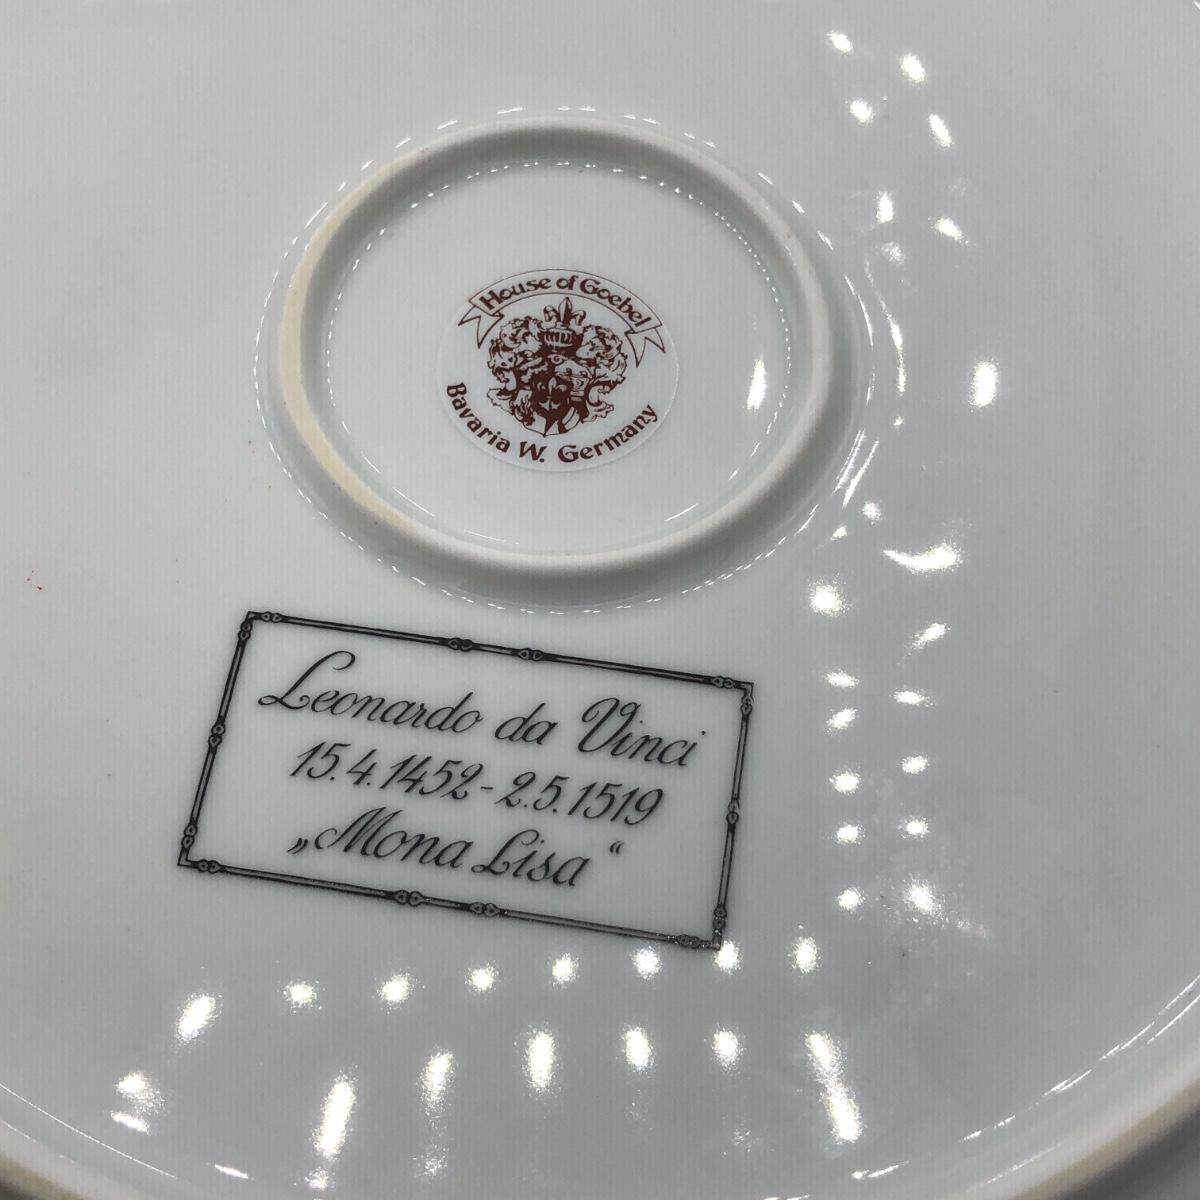 House of Goebel
Bavaria W. Germany
Leonardo da Vinci
15.4.1452-2.5.1519
„Mona Lisa“